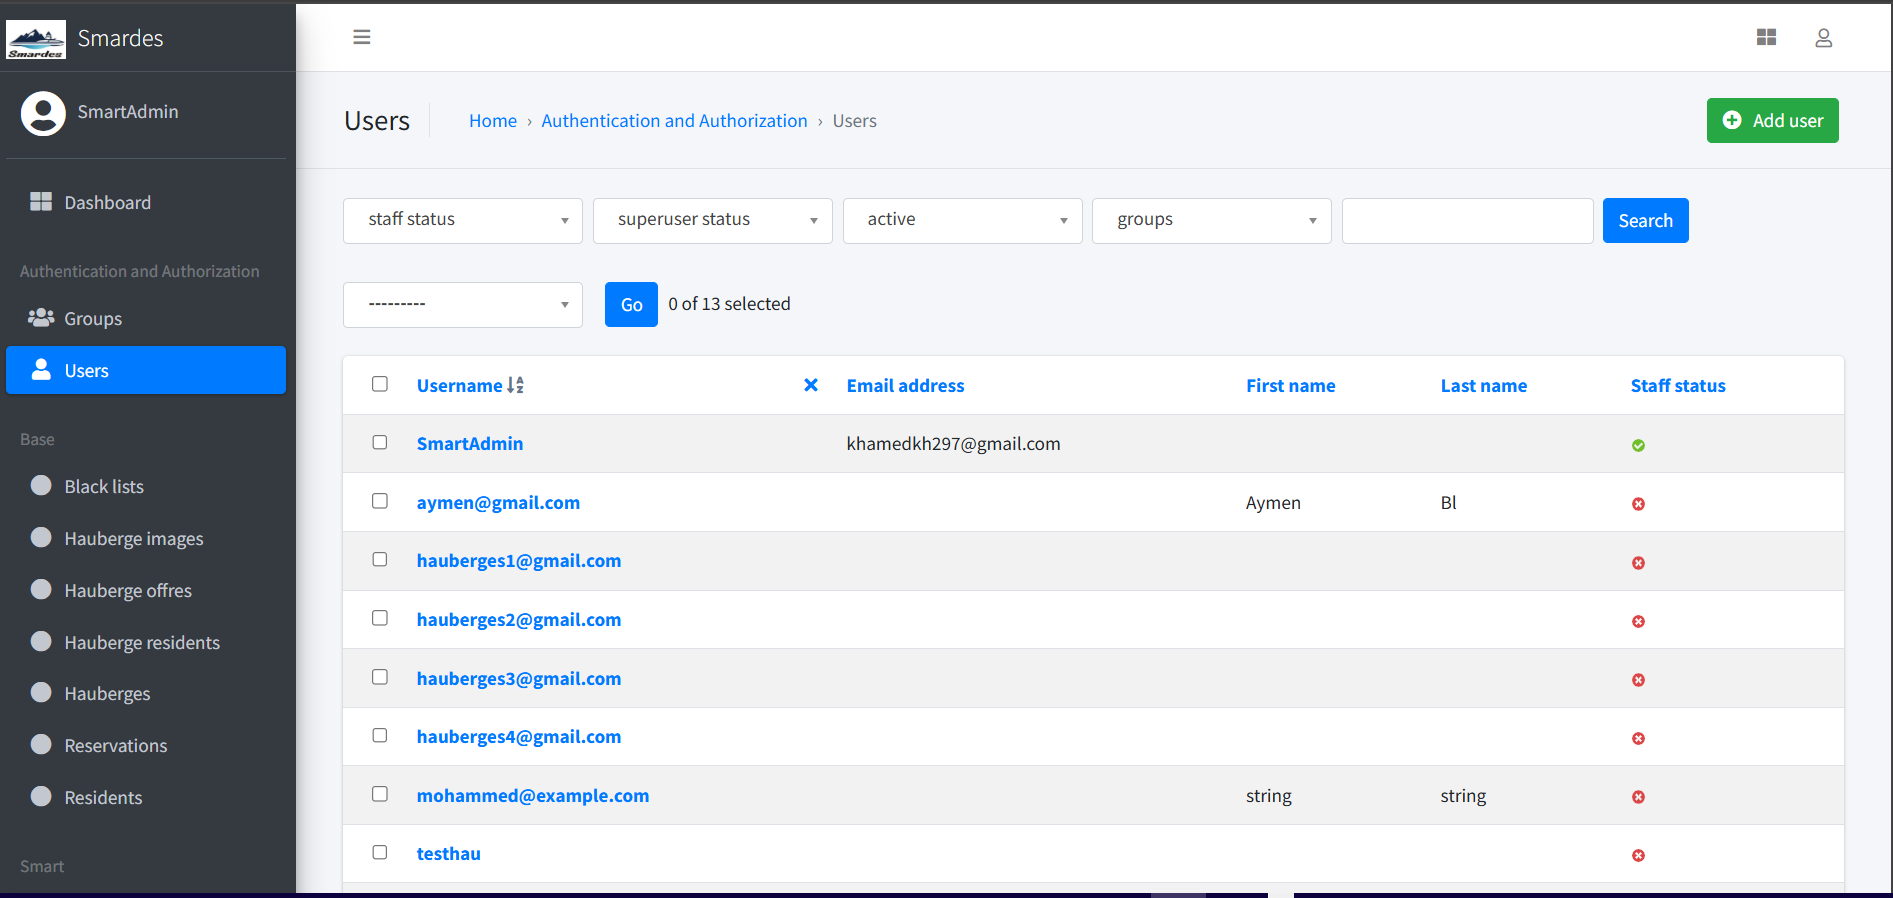 Smardes
Smardes
SmartAdmin
Dashboard
Authentication and Authorization
Groups
Users
Base
Black lists
Hauberge images
Hauberge offres
Hauberge residents
Hauberges
Reservations
Residents
Smart
Users
Home › Authentication and Authorization › Users
Add user
staff status
superuser status
active
groups
Search
---------
Go
0 of 13 selected
Username Email address First name Last name Staff status
SmartAdmin khamedkh297@gmail.com
aymen@gmail.com Aymen Bl
hauberges1@gmail.com
hauberges2@gmail.com
hauberges3@gmail.com
hauberges4@gmail.com
mohammed@example.com string string
testhau